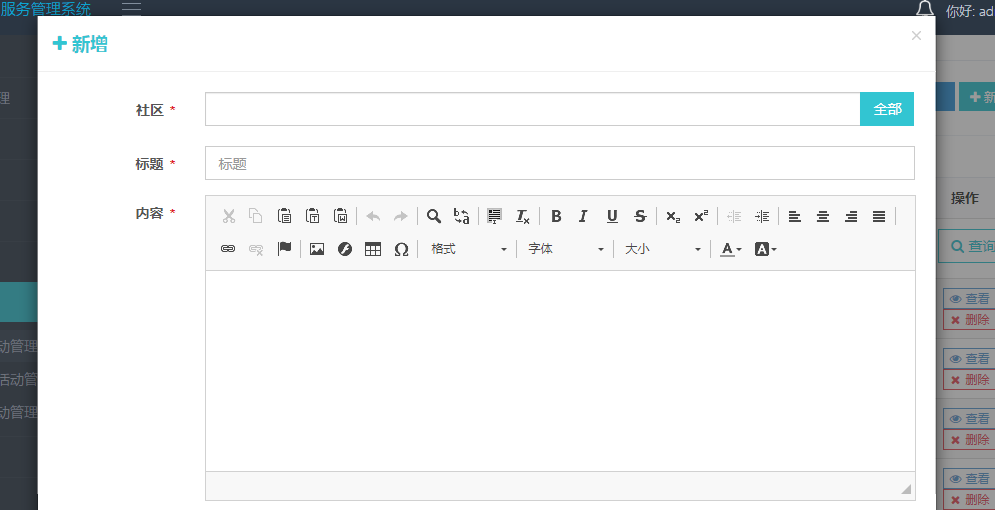 服务管理系统
你好: ad
新增
×
理
新
社区 *
全部
标题 *
标题
内容 *
操作
格式
字体
大小
查询
查看
删除
动管理
查看
活动管
删除
动管理
查看
删除
查看
删除